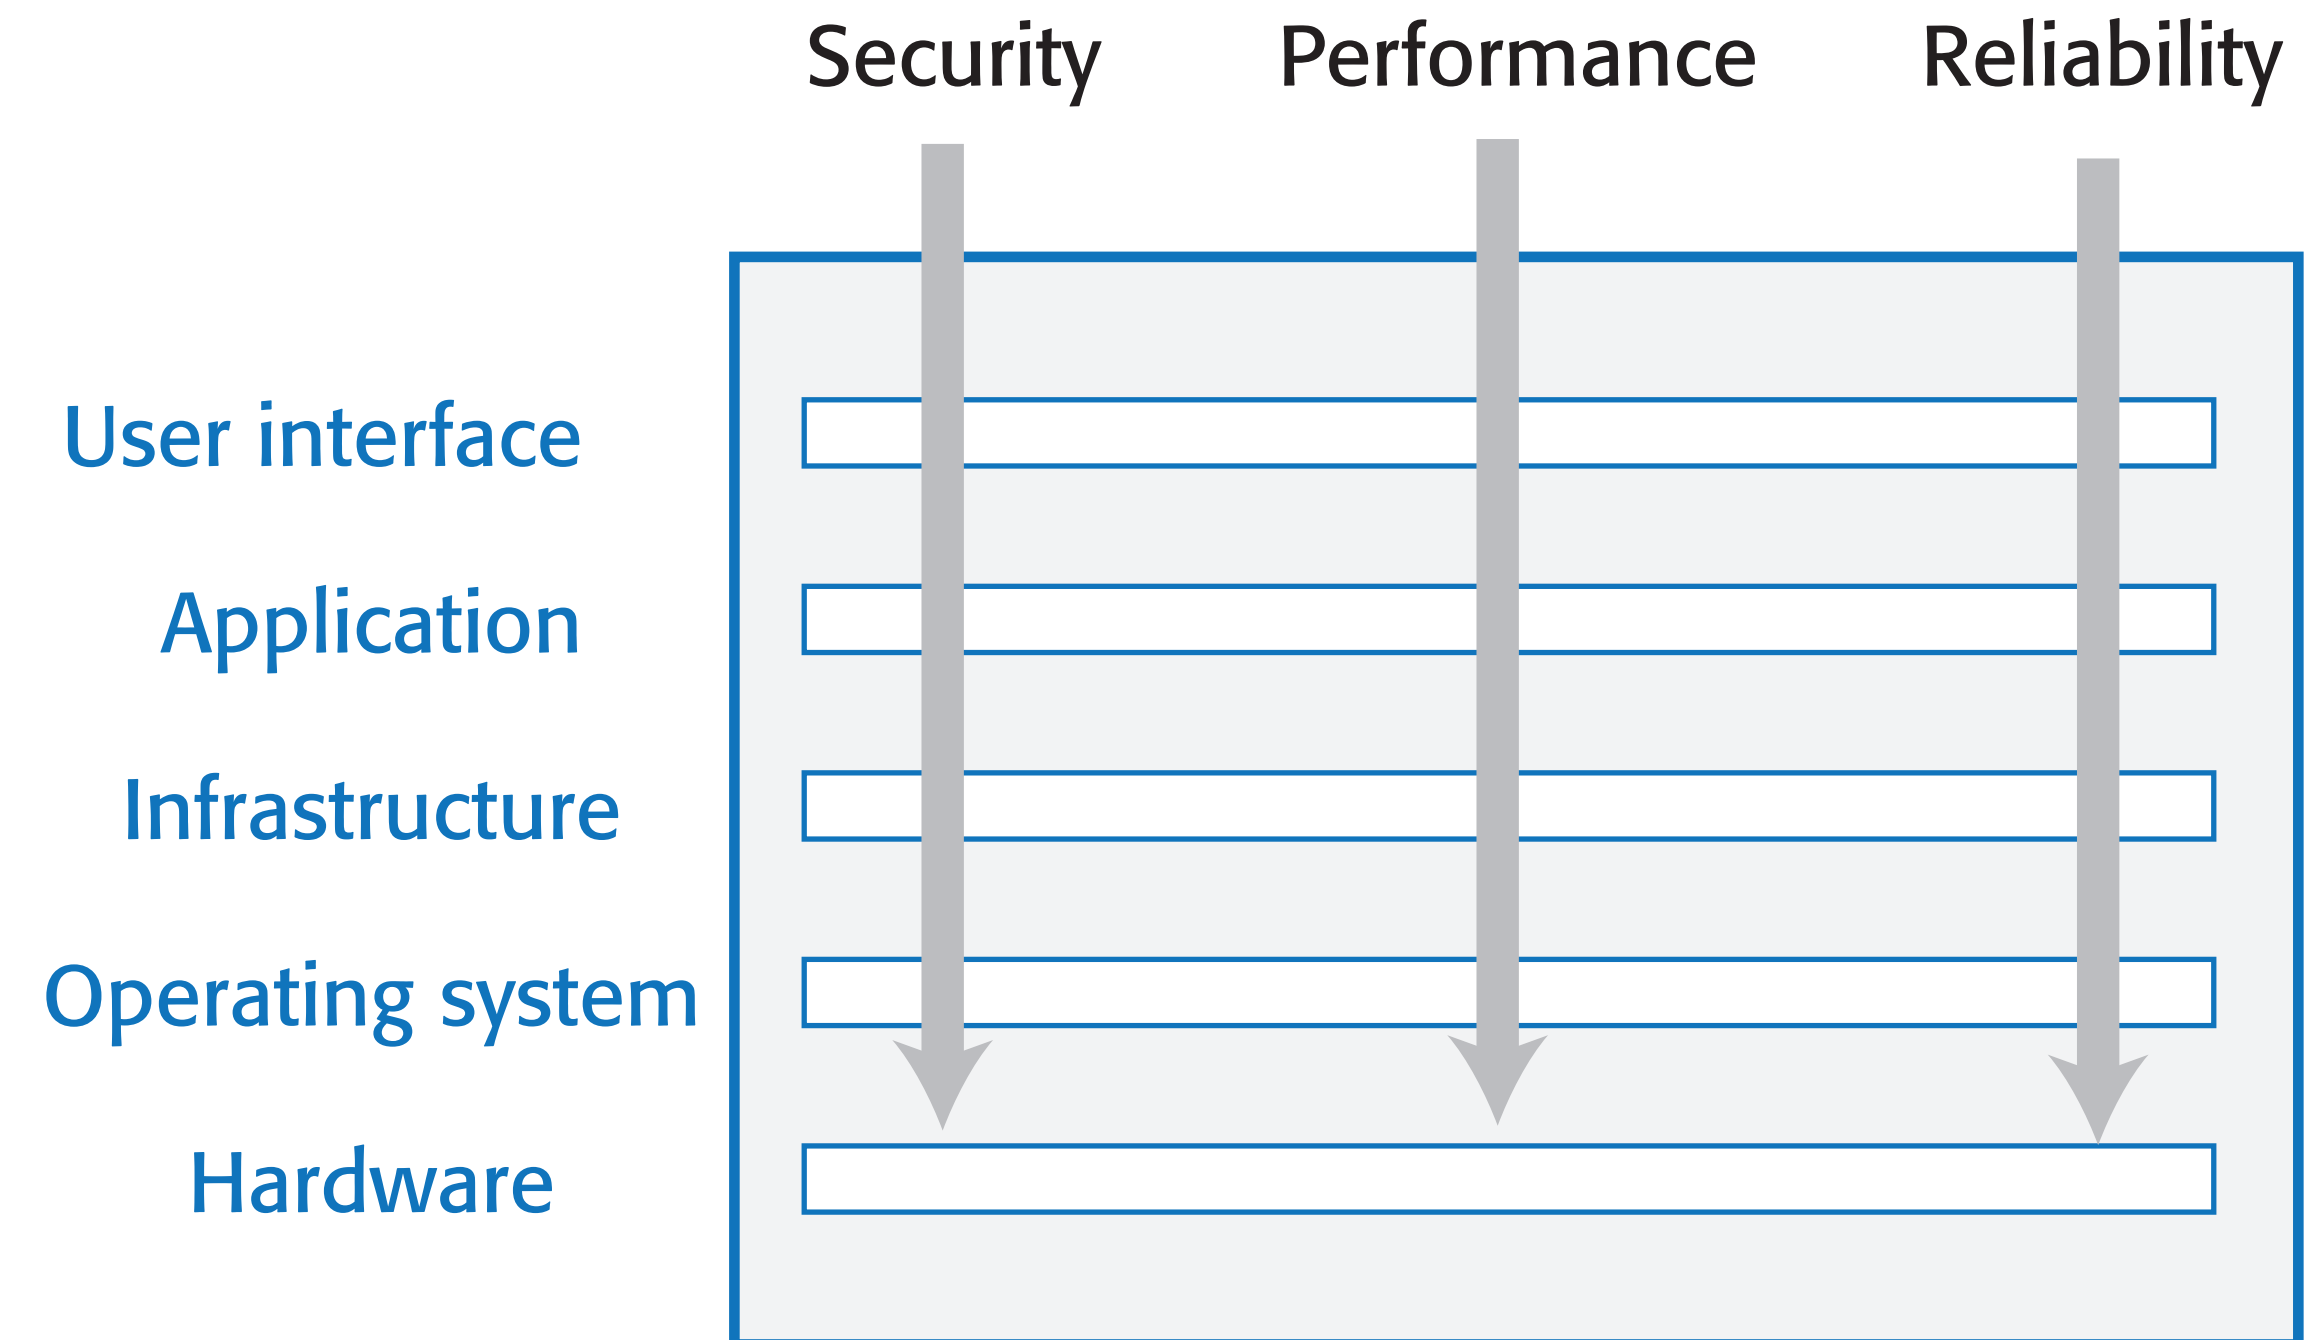 Security Performance Reliability
User interface
Application
Infrastructure
Operating system
Hardware